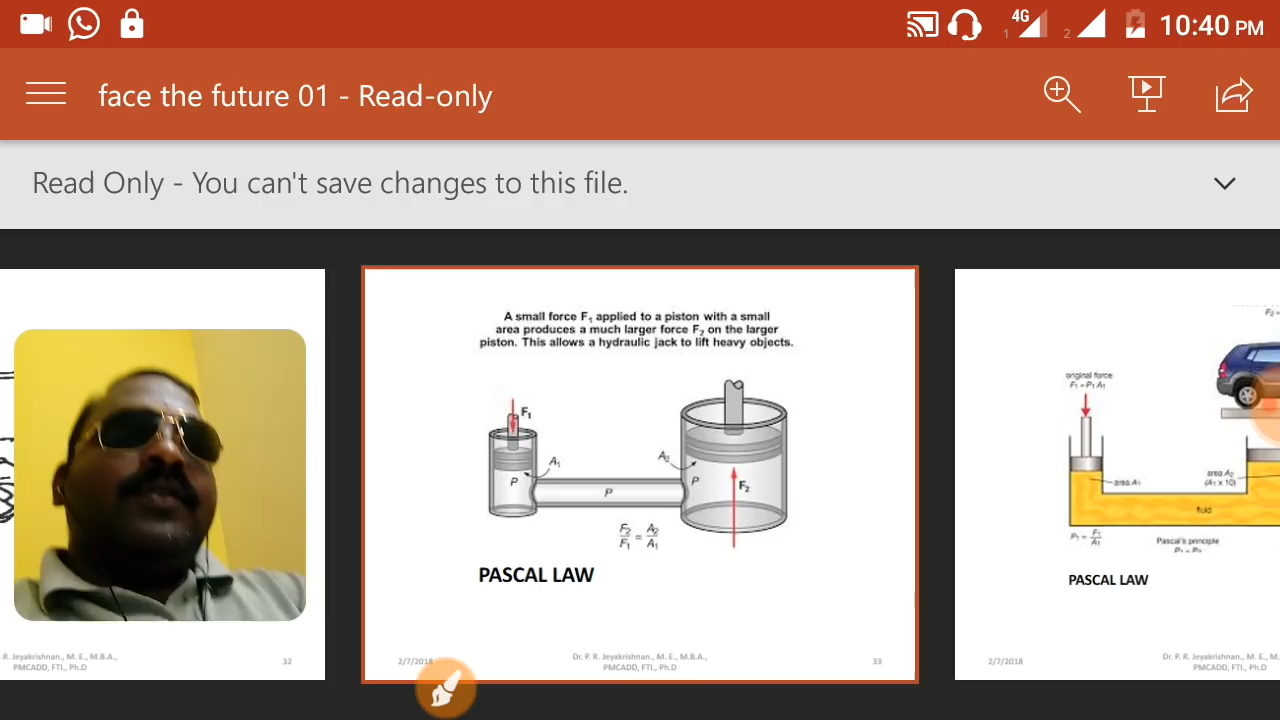 1 4G 2 10:40 PM
face the future 01 - Read-only
Read Only - You can't save changes to this file.
R. Jeyakrishnan., M. E., M.B.A.,
PMCADD, FTI., Ph.D
32
A small force F₁ applied to a piston with a small
area produces a much larger force F₂ on the larger
piston. This allows a hydraulic jack to lift heavy objects.
F₁
A₁
A₂
P
P
P
F₂
F₂/F₁ = A₂/A₁
PASCAL LAW
2/7/2018
Dr. P. R. Jeyakrishnan., M. E., M.B.A.,
PMCADD, FTI., Ph.D
33
original force
F₁ = P₁ A₁
area A₁
area A₂
(A₁ x 10)
fluid
P₁ = F₁/A₁
Pascal's principle
PASCAL LAW
2/7/2018
Dr. P. R. Jeyakrishnan., M. E., M.
PMCADD, FTI., Ph.D